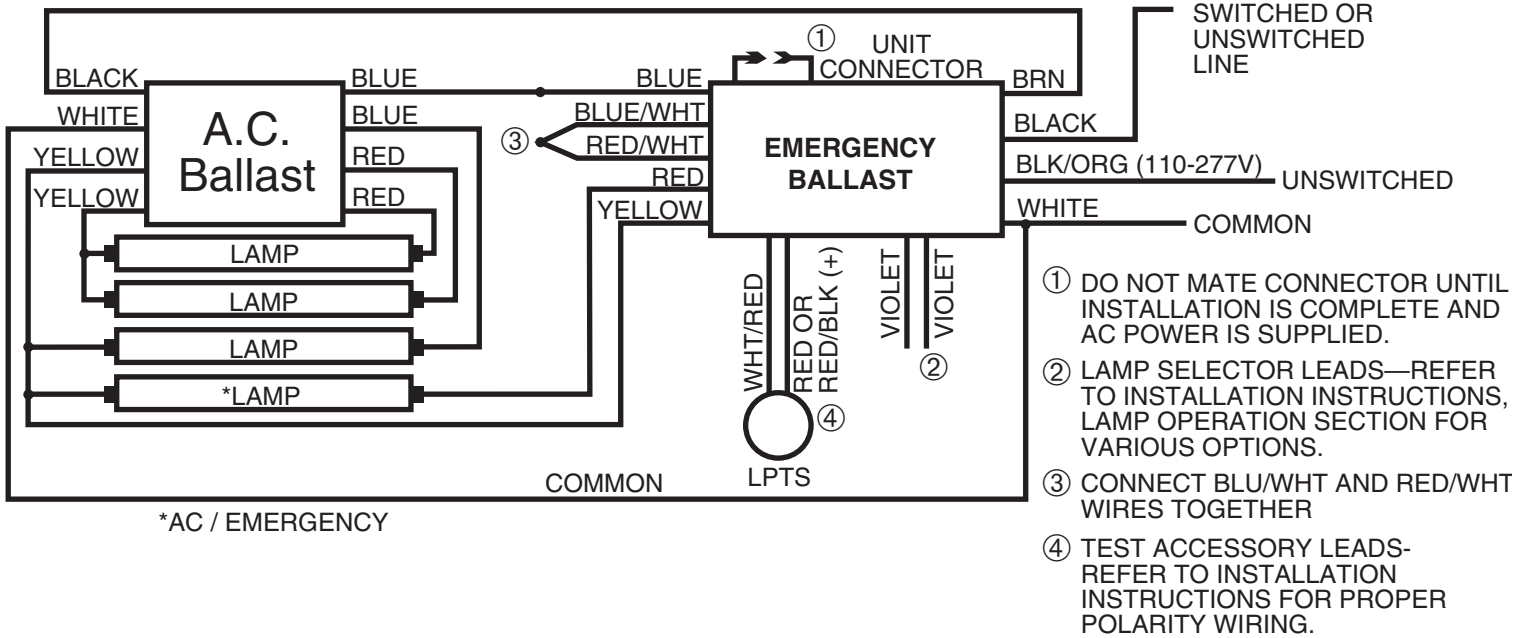 SWITCHED OR
UNSWITCHED
LINE
① UNIT
CONNECTOR
BLACK
WHITE
YELLOW
YELLOW
A.C.
Ballast
BLUE
BLUE
RED
RED
BLUE
BLUE/WHT
③
RED/WHT
RED
YELLOW
EMERGENCY
BALLAST
BRN
BLACK
BLK/ORG (110-277V)
UNSWITCHED
WHITE
COMMON
LAMP
LAMP
LAMP
*LAMP
WHT/RED
RED OR
RED/BLK (+)
VIOLET
VIOLET
②
④
LPTS
COMMON
*AC / EMERGENCY
① DO NOT MATE CONNECTOR UNTIL
INSTALLATION IS COMPLETE AND
AC POWER IS SUPPLIED.
② LAMP SELECTOR LEADS—REFER
TO INSTALLATION INSTRUCTIONS,
LAMP OPERATION SECTION FOR
VARIOUS OPTIONS.
③ CONNECT BLU/WHT AND RED/WHT
WIRES TOGETHER
④ TEST ACCESSORY LEADS-
REFER TO INSTALLATION
INSTRUCTIONS FOR PROPER
POLARITY WIRING.